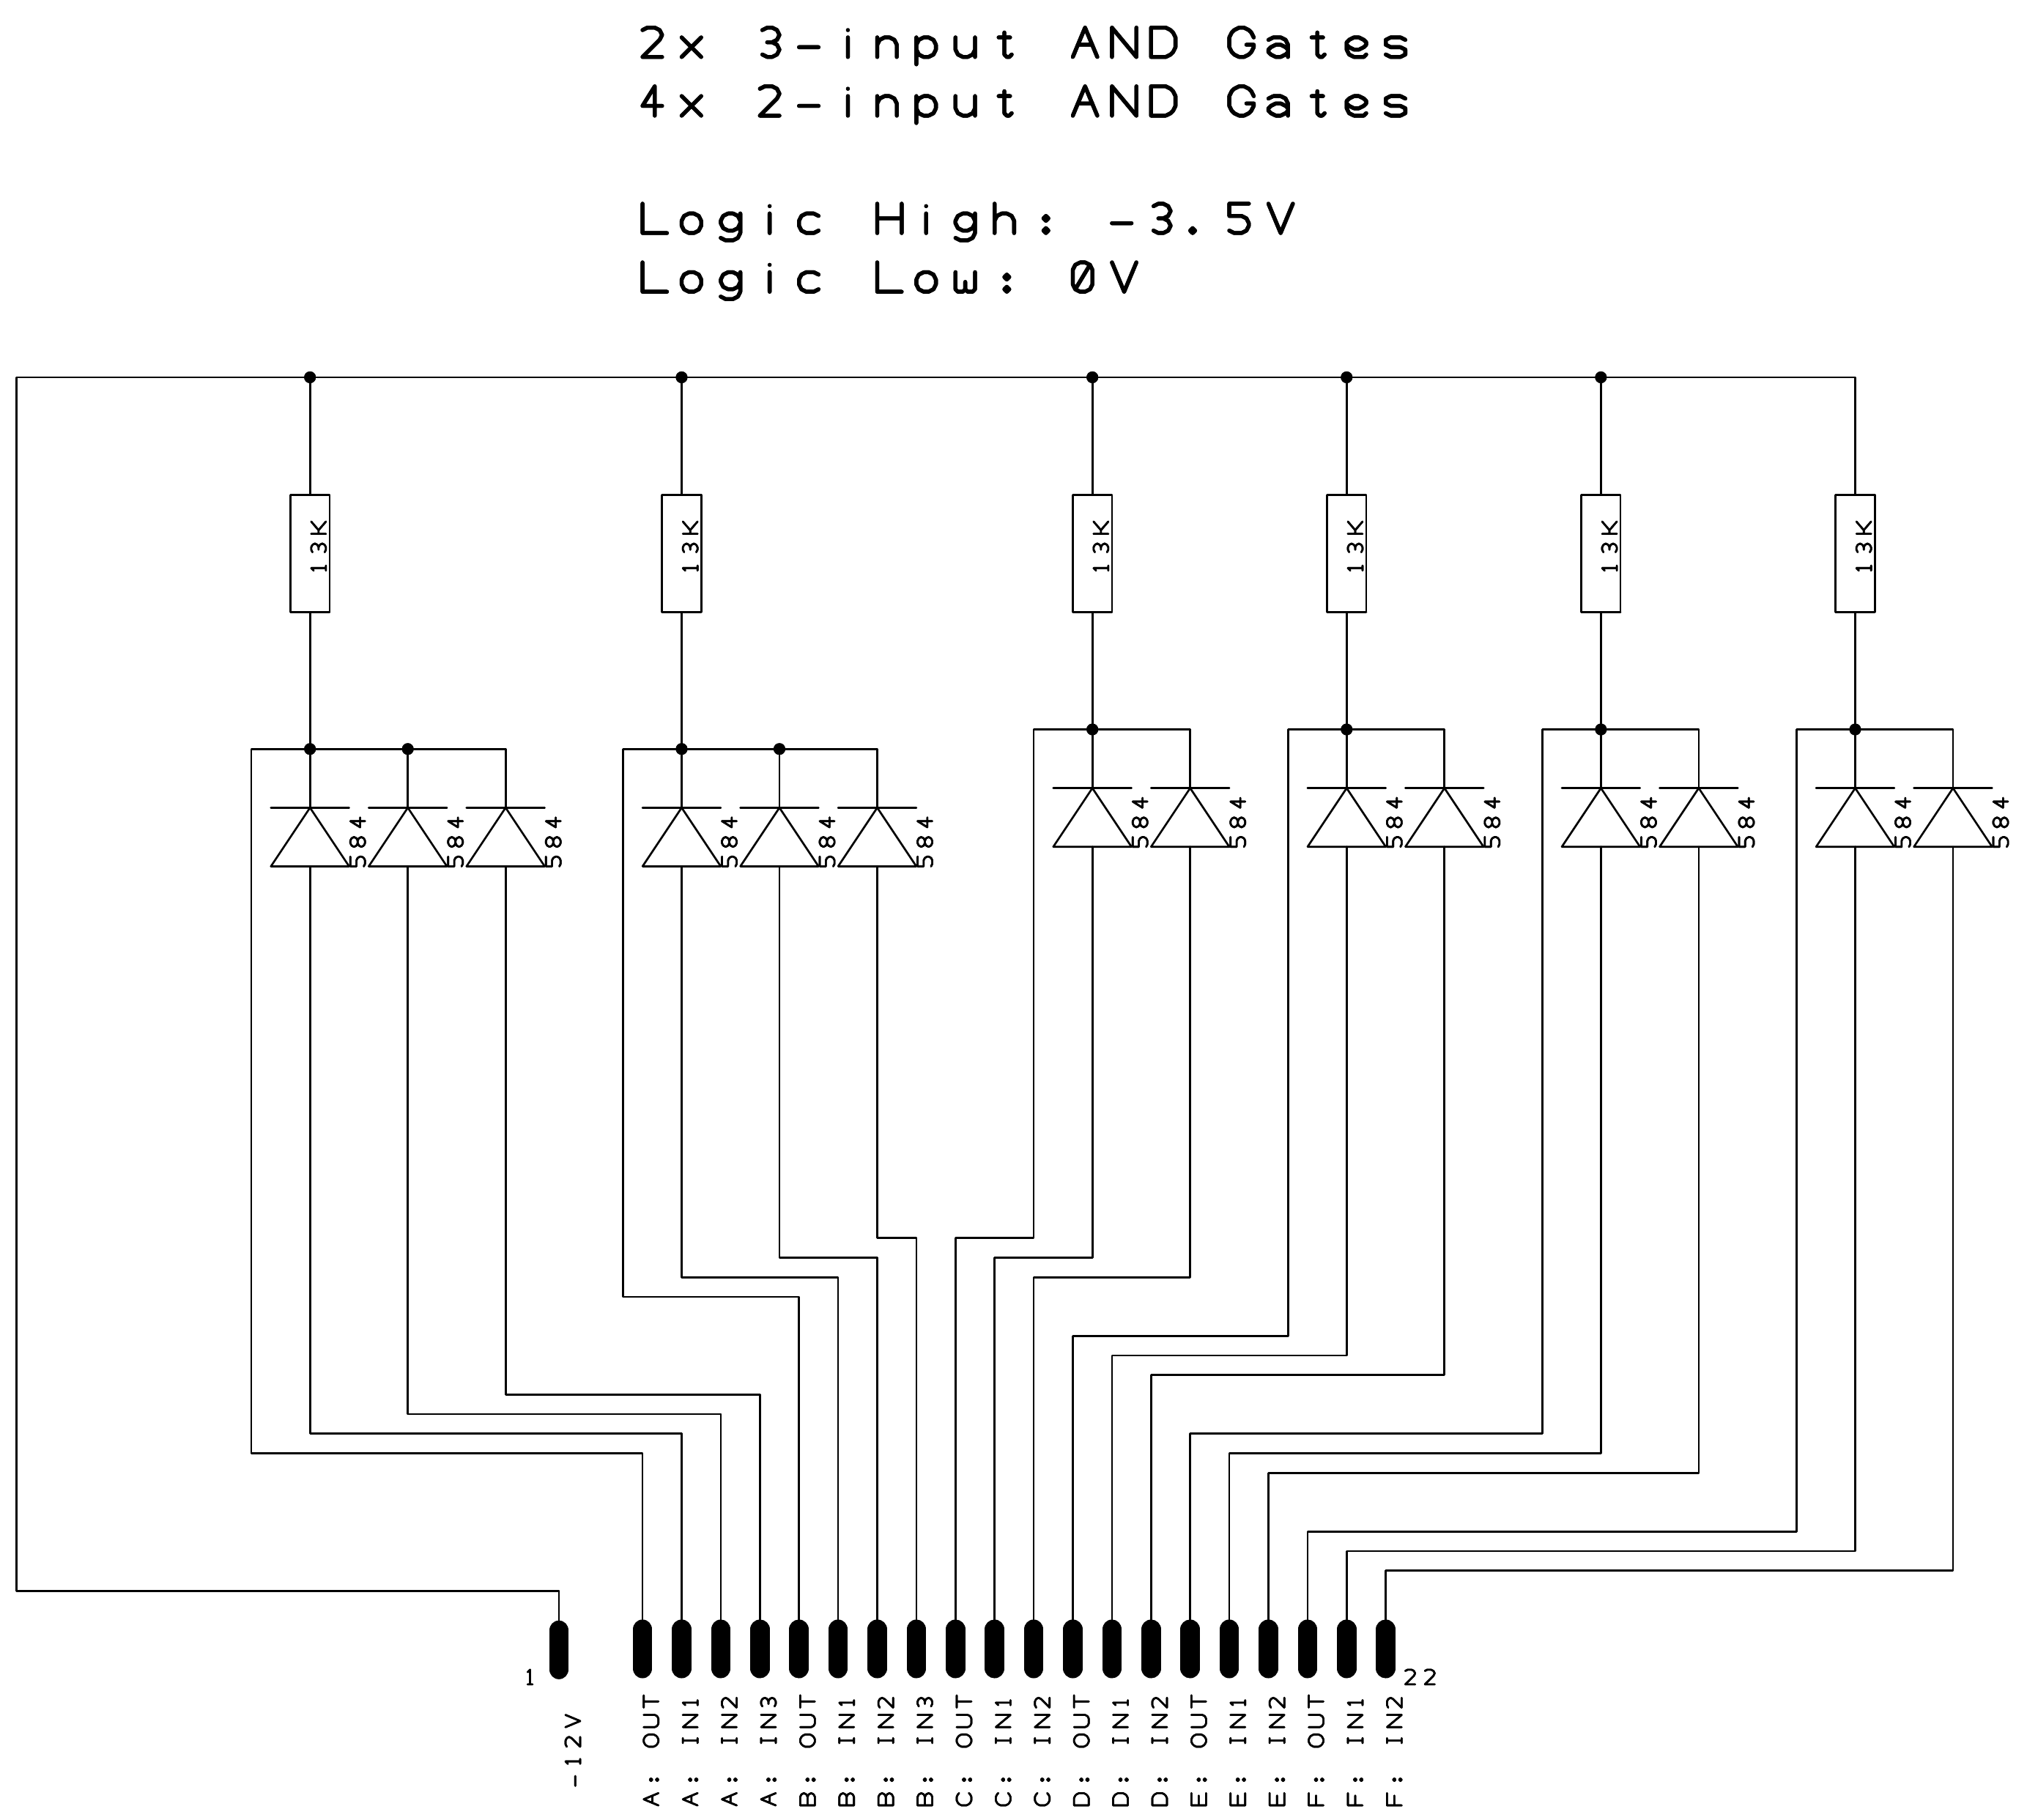 2x 3-input AND Gates
4x 2-input AND Gates
Logic High: -3.5V
Logic Low: 0V
13K
13K
13K
13K
13K
13K
584
584
584
584
584
584
584
584
584
584
584
584
584
584
1
22
-12V
A: OUT
A: IN1
A: IN2
A: IN3
B: OUT
B: IN1
B: IN2
B: IN3
C: OUT
C: IN1
C: IN2
D: OUT
D: IN1
D: IN2
E: OUT
E: IN1
E: IN2
F: OUT
F: IN1
F: IN2